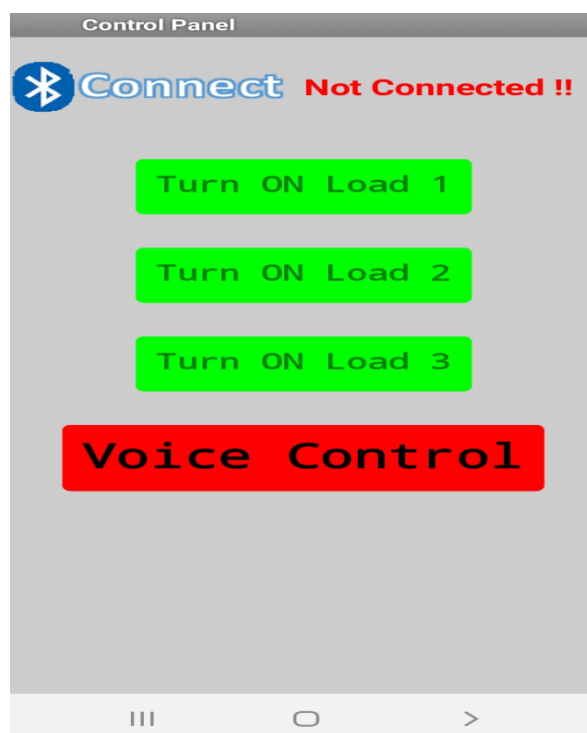 Control Panel
Connect Not Connected !!
Turn ON Load 1
Turn ON Load 2
Turn ON Load 3
Voice Control